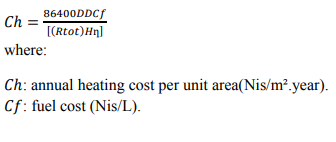 Ch = 86400DDCf / [(Rtot)Hη]
where:
Ch: annual heating cost per unit area(Nis/m².year).
Cf: fuel cost (Nis/L).